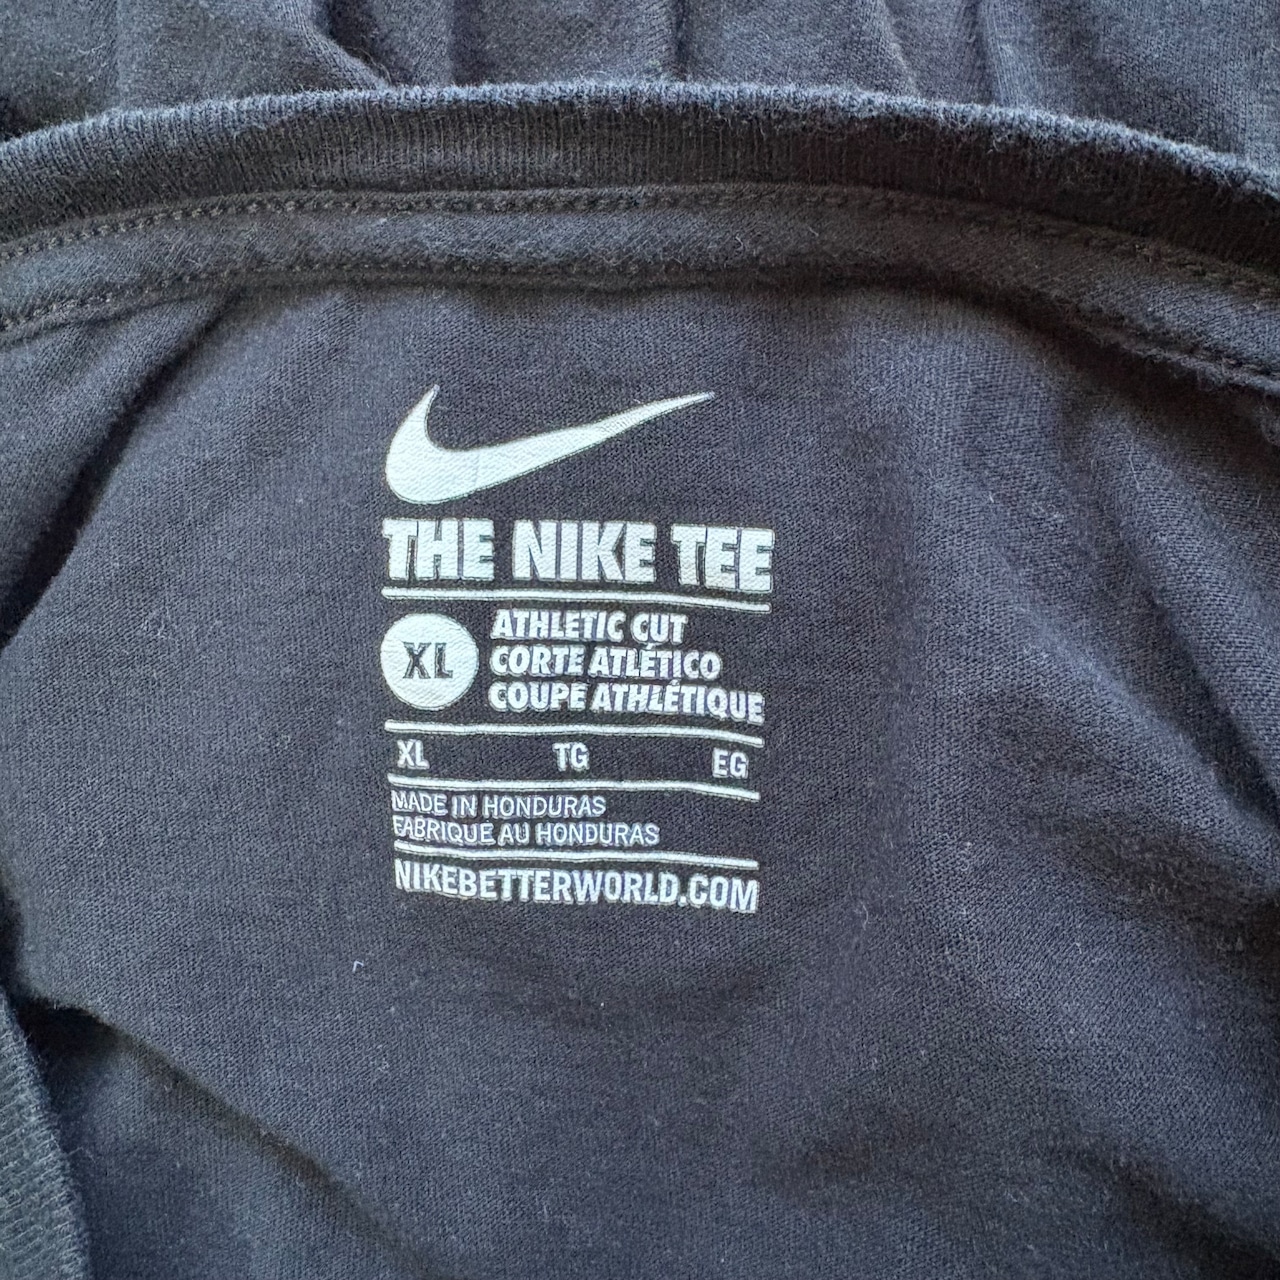 THE NIKE TEE
XL
ATHLETIC CUT
CORTE ATLÉTICO
COUPE ATHLÉTIQUE
XL TG EG
MADE IN HONDURAS
FABRIQUÉ AU HONDURAS
NIKEBETTERWORLD.COM